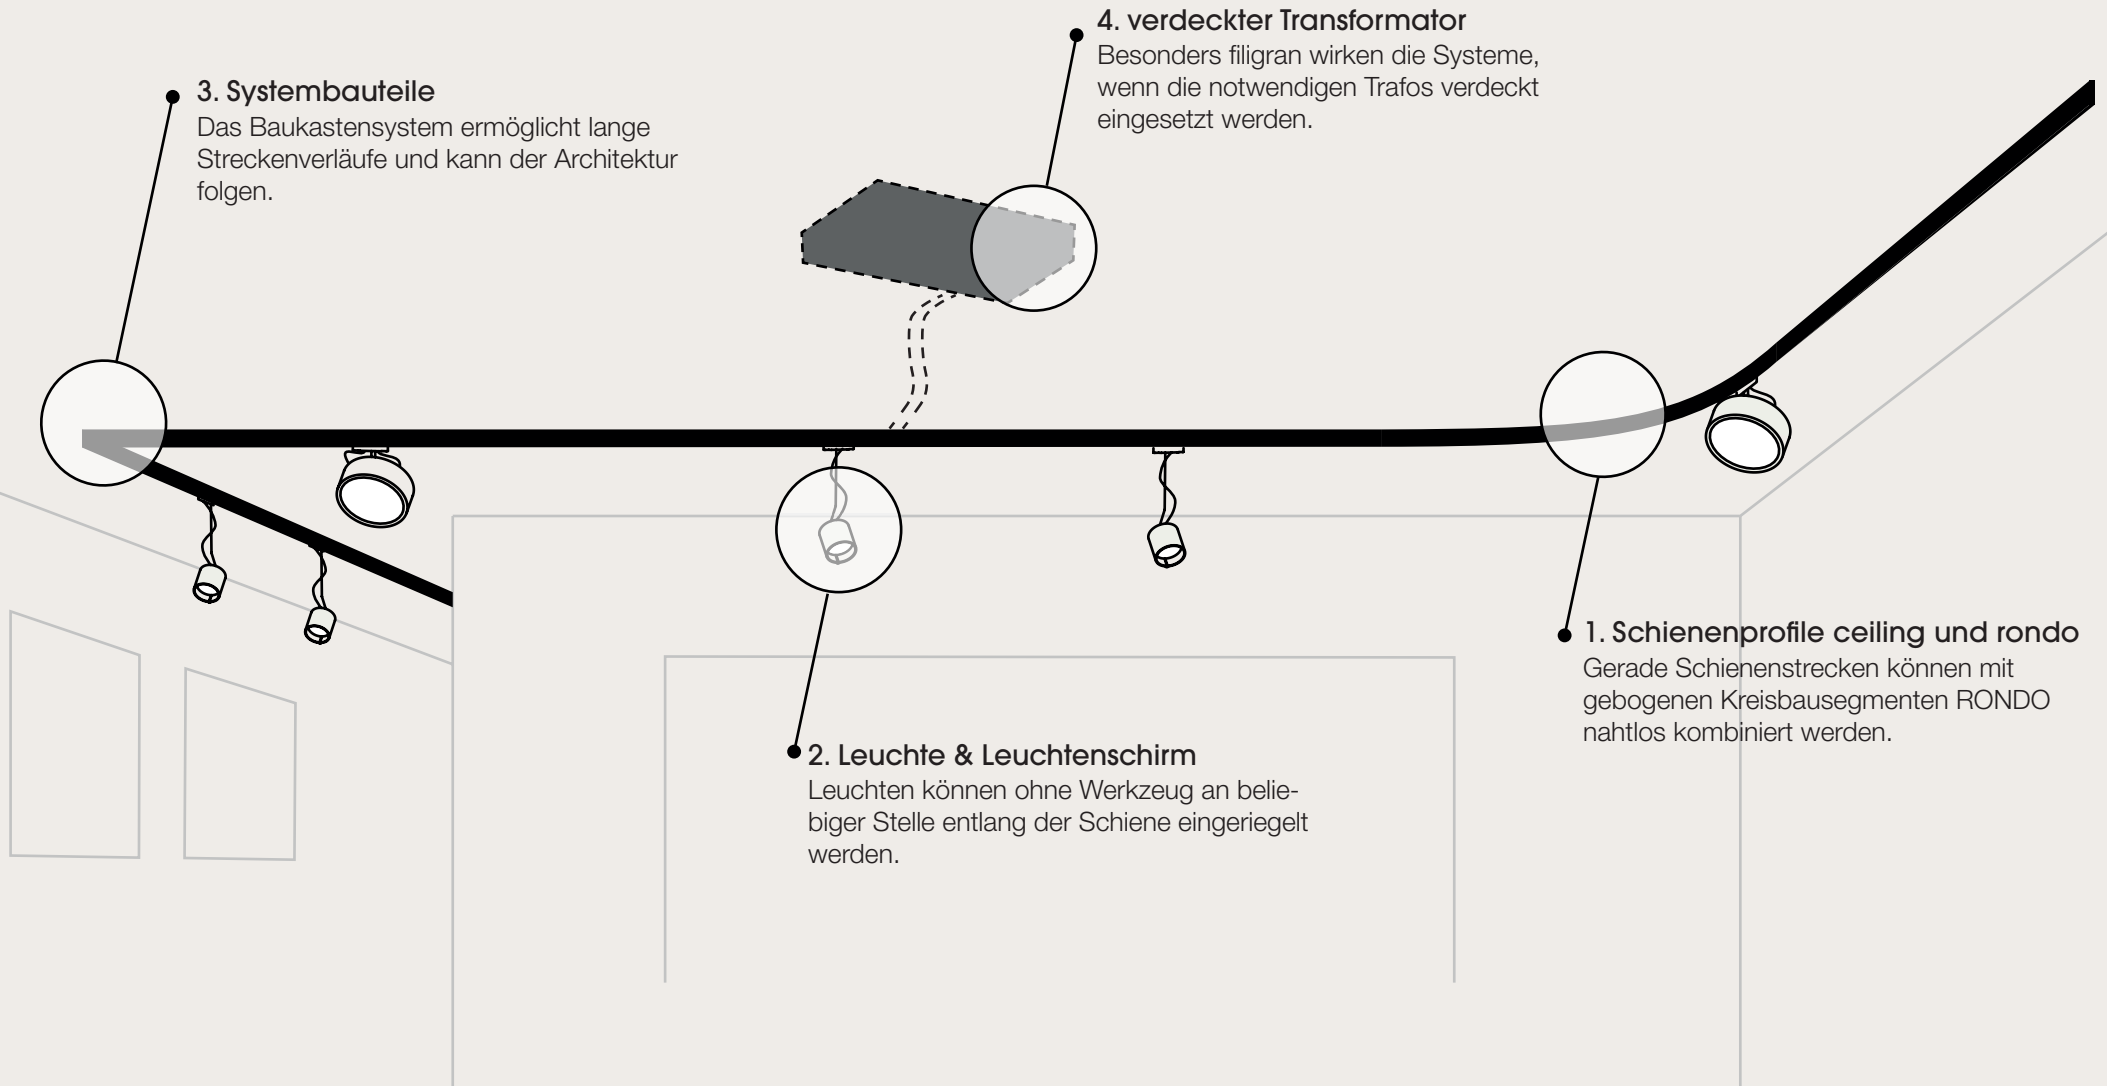 4. verdeckter Transformator
Besonders filigran wirken die Systeme,
wenn die notwendigen Trafos verdeckt
eingesetzt werden.
3. Systembauteile
Das Baukastensystem ermöglicht lange
Streckenverläufe und kann der Architektur
folgen.
1. Schienenprofile ceiling und rondo
Gerade Schienenstrecken können mit
gebogenen Kreisbausegmenten RONDO
nahtlos kombiniert werden.
2. Leuchte & Leuchtenschirm
Leuchten können ohne Werkzeug an belie-
biger Stelle entlang der Schiene eingeriegelt
werden.